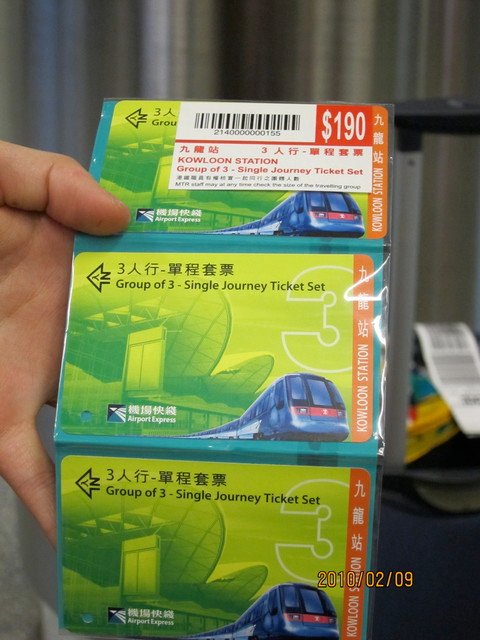 3人
Grou
2140000000155
$190
九龍站 3人行-單程套票
KOWLOON STATION
Group of 3 - Single Journey Ticket Set
港鐵職員有權核實一起同行之團體人數
MTR staff may at any time check the size of the travelling group
機場快綫
Airport Express
九龍站
KOWLOON STATION
3人行-單程套票
Group of 3 - Single Journey Ticket Set
3
機場快綫
Airport Express
九龍站
KOWLOON STATION
3人行-單程套票
Group of 3 - Single Journey Ticket Set
3
機場快綫
Airport Express
九龍站
KOWLOON STATION
2010/02/09